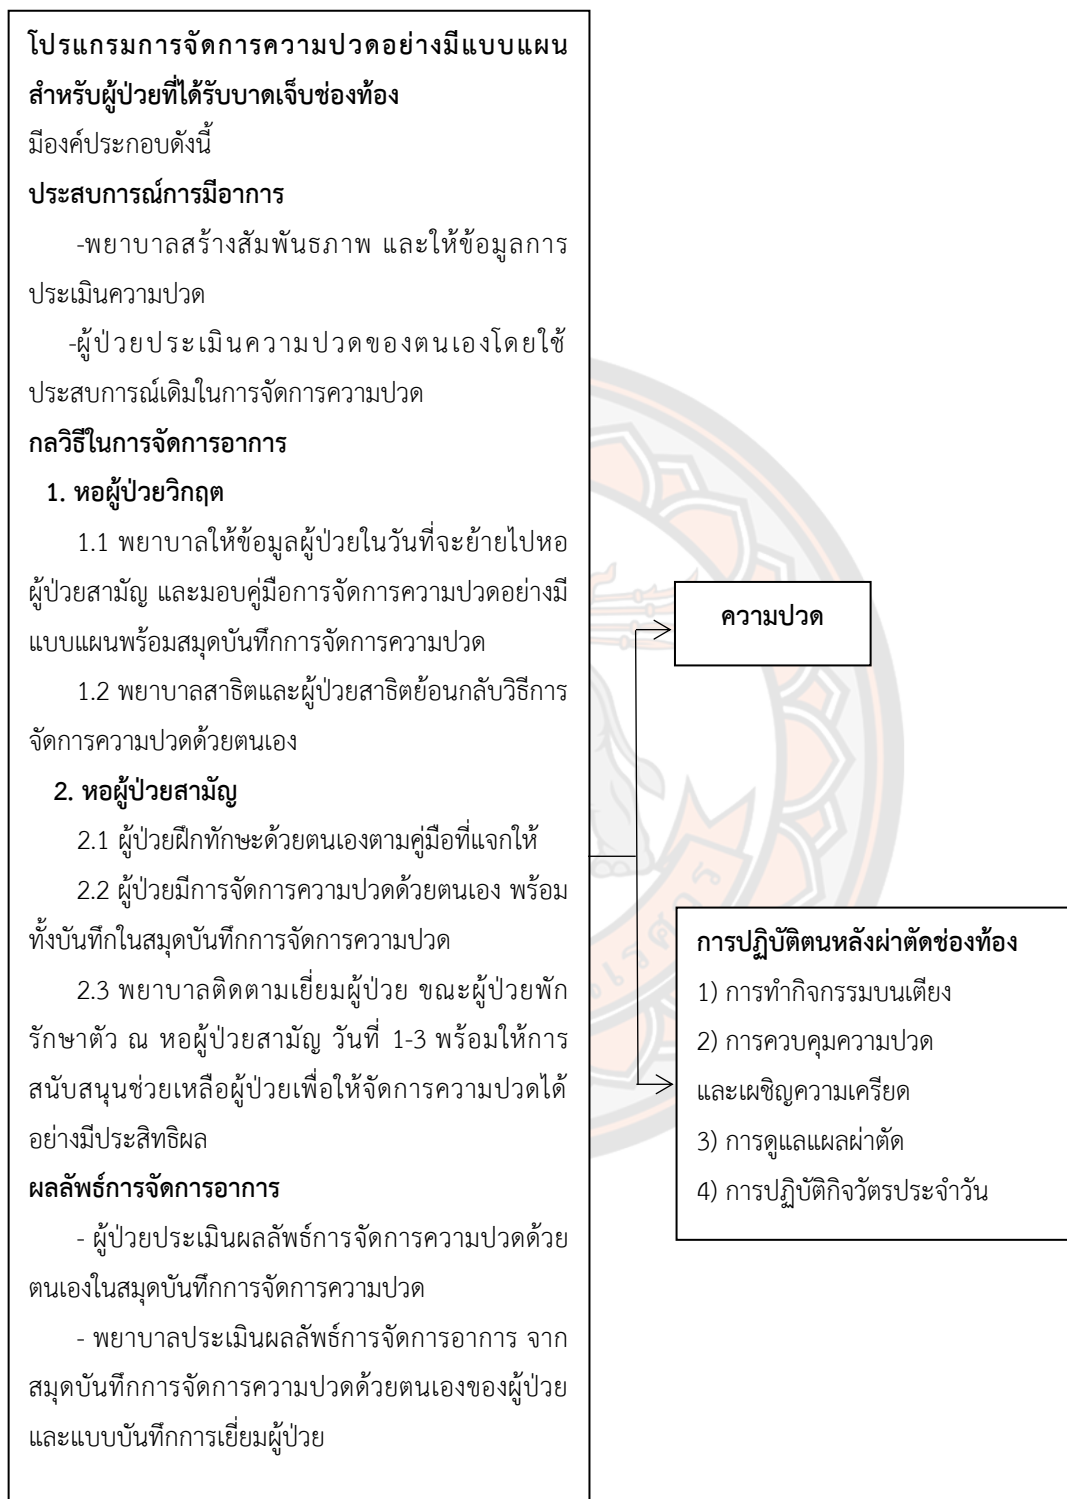 โปรแกรมการจัดการความปวดอย่างมีแบบแผน
สำหรับผู้ป่วยที่ได้รับบาดเจ็บช่องท้อง
มีองค์ประกอบดังนี้
ประสบการณ์การมีอาการ
-พยาบาลสร้างสัมพันธภาพ และให้ข้อมูลการ
ประเมินความปวด
-ผู้ป่วยประเมินความปวดของตนเองโดยใช้
ประสบการณ์เดิมในการจัดการความปวด
กลวิธีในการจัดการอาการ
1. หอผู้ป่วยวิกฤต
1.1 พยาบาลให้ข้อมูลผู้ป่วยในวันที่จะย้ายไปหอ
ผู้ป่วยสามัญ และมอบคู่มือการจัดการความปวดอย่างมี
แบบแผนพร้อมสมุดบันทึกการจัดการความปวด
1.2 พยาบาลสาธิตและผู้ป่วยสาธิตย้อนกลับวิธีการ
จัดการความปวดด้วยตนเอง
2. หอผู้ป่วยสามัญ
2.1 ผู้ป่วยฝึกทักษะด้วยตนเองตามคู่มือที่แจกให้
2.2 ผู้ป่วยมีการจัดการความปวดด้วยตนเอง พร้อม
ทั้งบันทึกในสมุดบันทึกการจัดการความปวด
2.3 พยาบาลติดตามเยี่ยมผู้ป่วย ขณะผู้ป่วยพัก
รักษาตัว ณ หอผู้ป่วยสามัญ วันที่ 1-3 พร้อมให้การ
สนับสนุนช่วยเหลือผู้ป่วยเพื่อให้จัดการความปวดได้
อย่างมีประสิทธิผล
ผลลัพธ์การจัดการอาการ
- ผู้ป่วยประเมินผลลัพธ์การจัดการความปวดด้วย
ตนเองในสมุดบันทึกการจัดการความปวด
- พยาบาลประเมินผลลัพธ์การจัดการอาการ จาก
สมุดบันทึกการจัดการความปวดด้วยตนเองของผู้ป่วย
และแบบบันทึกการเยี่ยมผู้ป่วย
ความปวด
การปฏิบัติตนหลังผ่าตัดช่องท้อง
1) การทำกิจกรรมบนเตียง
2) การควบคุมความปวด
และเผชิญความเครียด
3) การดูแลแผลผ่าตัด
4) การปฏิบัติกิจวัตรประจำวัน